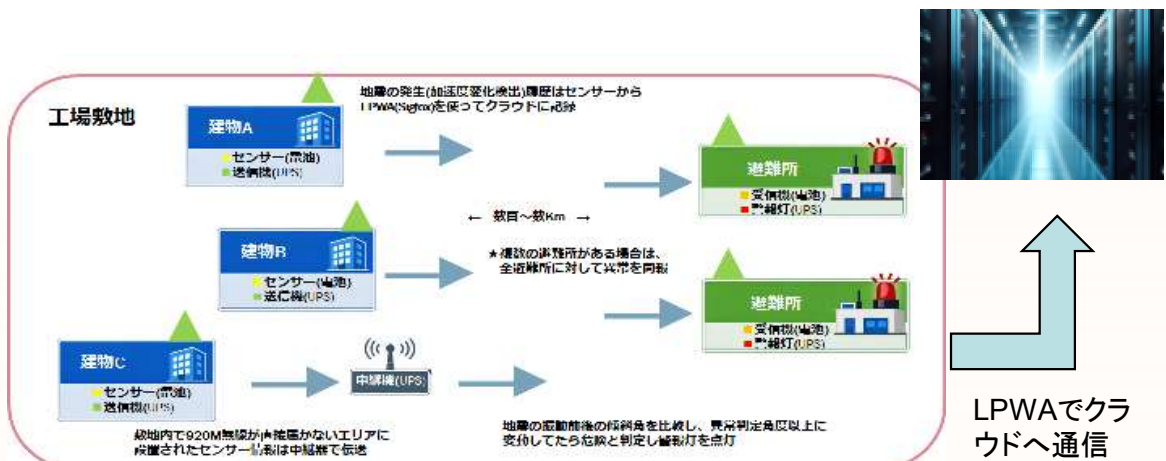 工場敷地
地震の発生(加速度変化検出)履歴はセンサーから
LPWA(Sigfox)を使ってクラウドに記録
建物A
センサー(電池)
送信機(UPS)
避難所
受信機(電池)
警報灯(UPS)
← 数百～数Km →
建物B
センサー(電池)
送信機(UPS)
★複数の避難所がある場合は、
全避難所に対して異常を同報
避難所
受信機(電池)
警報灯(UPS)
建物C
センサー(電池)
送信機(UPS)
中継機(UPS)
敷地内で920M無線が直接届かないエリアに
設置されたセンサー情報は中継器で伝送
地震の振動前後の傾斜角を比較し、異常判定角度以上に
変動してたら危険と判定し警報灯を点灯
LPWAでクラ
ウドへ通信